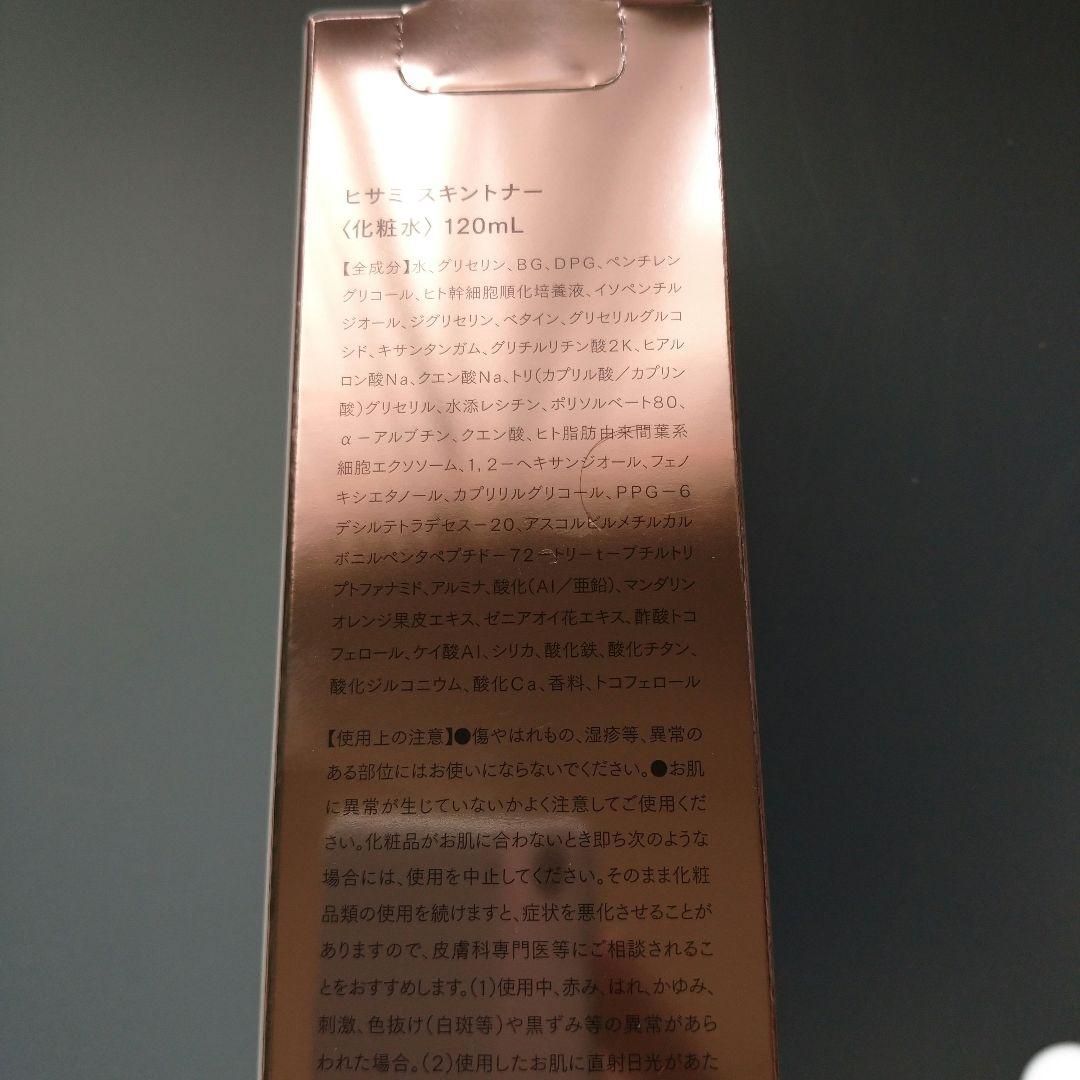 ヒサミ スキントナー
〈化粧水〉120mL
【全成分】水、グリセリン、BG、DPG、ペンチレン
グリコール、ヒト幹細胞順化培養液、イソペンチル
ジオール、ジグリセリン、ベタイン、グリセリルグルコ
シド、キサンタンガム、グリチルリチン酸2K、ヒアル
ロン酸Na、クエン酸Na、トリ(カプリル酸/カプリン
酸)グリセリル、水添レシチン、ポリソルベート80、
α-アルブチン、クエン酸、ヒト脂肪由来間葉系
細胞エクソソーム、1,2-ヘキサンジオール、フェノ
キシエタノール、カプリリルグリコール、PPG-6
デシルテトラデセス-20、アスコルビルメチルカル
ボニルペンタペプチド-72-トリ-t-ブチルトリ
プトファナミド、アルミナ、酸化(Al/亜鉛)、マンダリン
オレンジ果皮エキス、ゼニアオイ花エキス、酢酸トコ
フェロール、ケイ酸Al、シリカ、酸化鉄、酸化チタン、
酸化ジルコニウム、酸化Ca、香料、トコフェロール
【使用上の注意】●傷やはれもの、湿疹等、異常の
ある部位にはお使いにならないでください。●お肌
に異常が生じていないかよく注意してご使用くだ
さい。化粧品がお肌に合わないとき即ち次のような
場合には、使用を中止してください。そのまま化粧
品類の使用を続けますと、症状を悪化させることが
ありますので、皮膚科専門医等にご相談されるこ
とをおすすめします。(1)使用中、赤み、はれ、かゆみ、
刺激、色抜け(白斑等)や黒ずみ等の異常があら
われた場合。(2)使用したお肌に直射日光があた